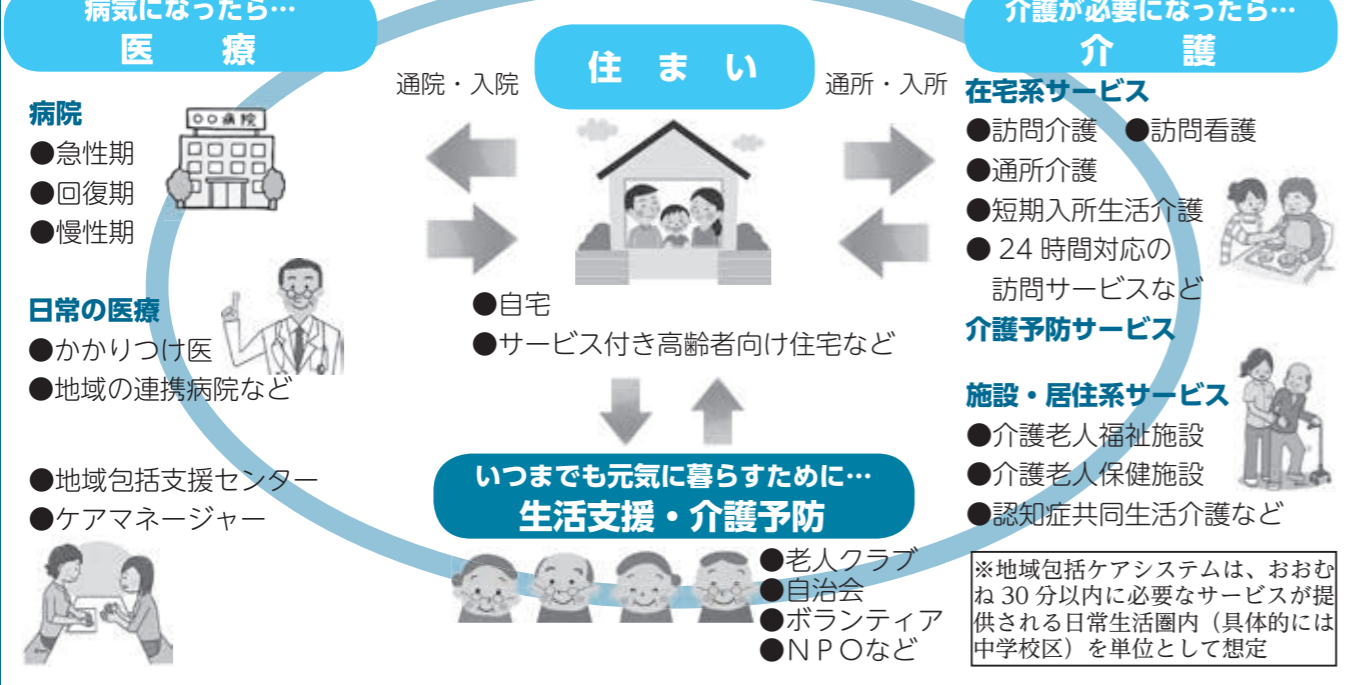 病気になったら…
医療
病院
●急性期
●回復期
●慢性期
○○病院
日常の医療
●かかりつけ医
●地域の連携病院など
●地域包括支援センター
●ケアマネージャー
住まい
通院・入院
通所・入所
●自宅
●サービス付き高齢者向け住宅など
いつまでも元気に暮らすために…
生活支援・介護予防
●老人クラブ
●自治会
●ボランティア
●NPOなど
介護が必要になったら…
介護
在宅系サービス
●訪問介護 ●訪問看護
●通所介護
●短期入所生活介護
●24時間対応の
訪問サービスなど
介護予防サービス
施設・居住系サービス
●介護老人福祉施設
●介護老人保健施設
●認知症共同生活介護など
※地域包括ケアシステムは、おおむ
ね30分以内に必要なサービスが提
供される日常生活圏内（具体的には
中学校区）を単位として想定